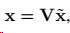 𝐱 = 𝐕𝐱̃,